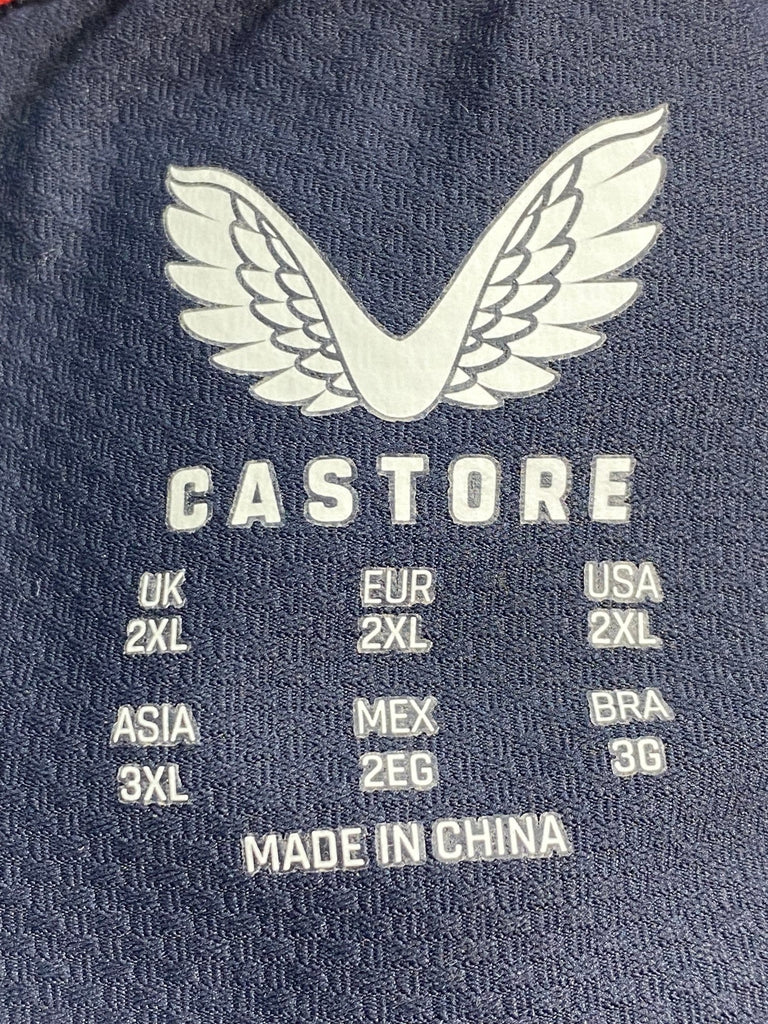 CASTORE
UK EUR USA
2XL 2XL 2XL
ASIA MEX BRA
3XL 2EG 3G
MADE IN CHINA